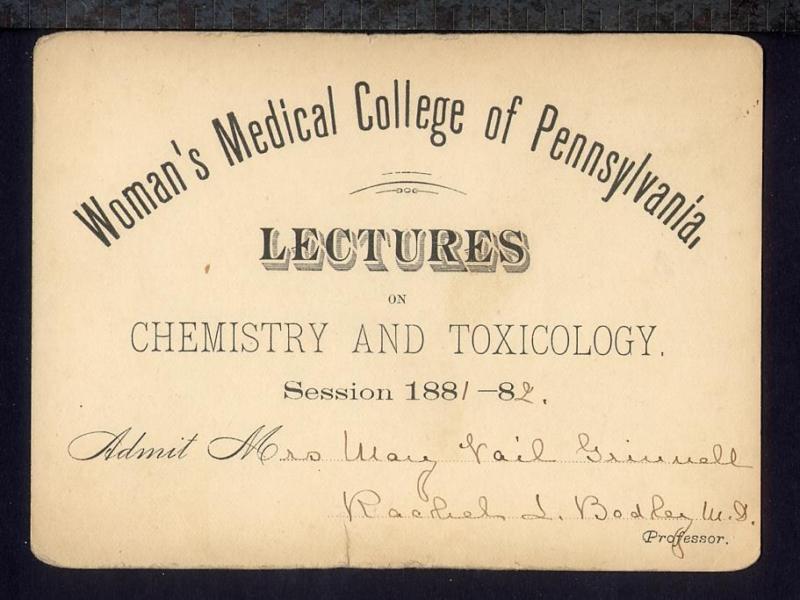 Woman's Medical College of Pennsylvania,
LECTURES
ON
CHEMISTRY AND TOXICOLOGY.
Session 1881-82.
Admit Mrs Mary Vail Grinnell
Rachel L. Bodley M.D.
Professor.